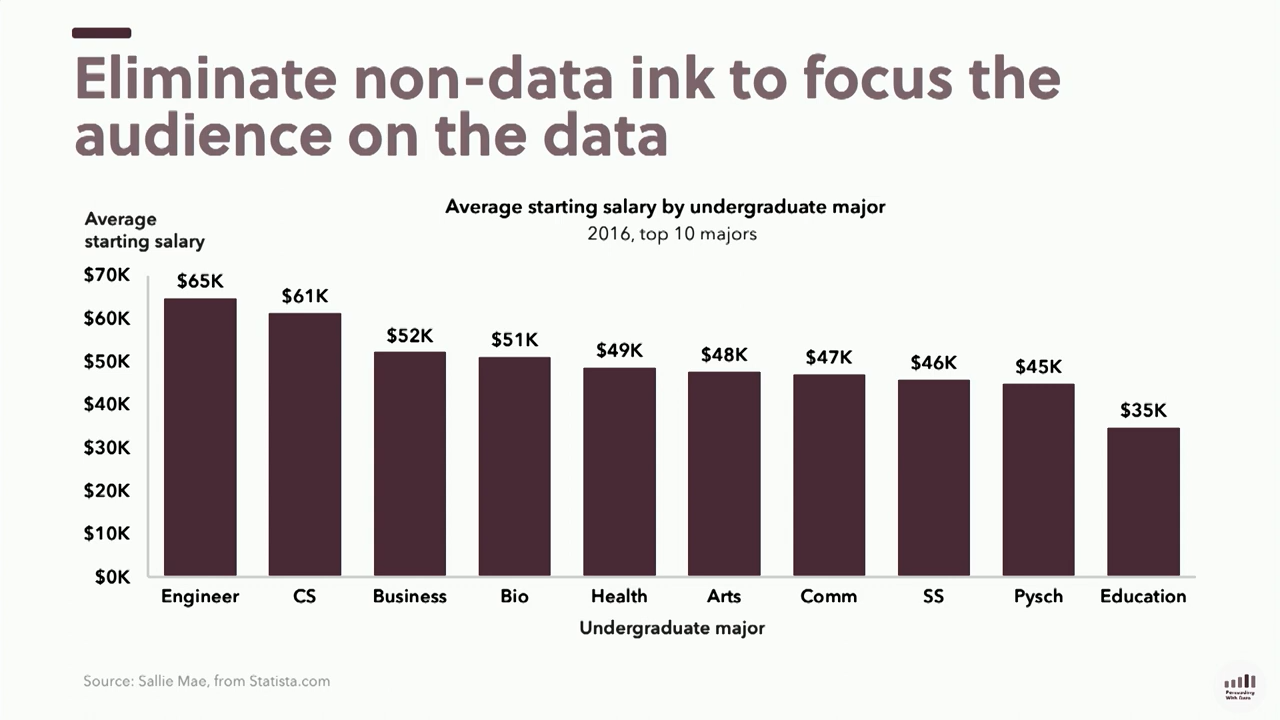 Eliminate non-data ink to focus the
audience on the data
Average starting salary by undergraduate major
2016, top 10 majors
Average
starting salary
$70K
$60K
$50K
$40K
$30K
$20K
$10K
$0K
$65K
$61K
$52K
$51K
$49K
$48K
$47K
$46K
$45K
$35K
Engineer CS Business Bio Health Arts Comm SS Pysch Education
Undergraduate major
Source: Sallie Mae, from Statista.com
Persuading
With Data